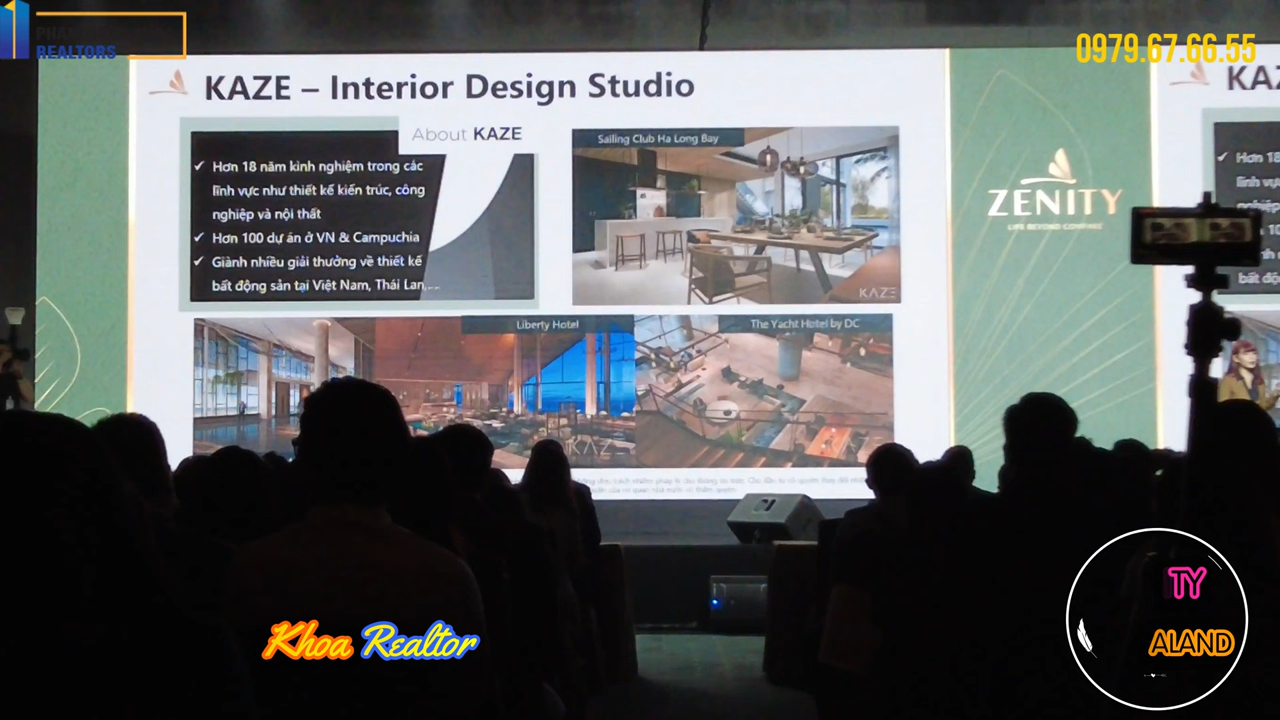 REALTORS
0979.67.66.55
KAZE – Interior Design Studio
About KAZE
✓ Hơn 18 năm kinh nghiệm trong các
lĩnh vực như thiết kế kiến trúc, công
nghiệp và nội thất
✓ Hơn 100 dự án ở VN & Campuchia
✓ Giành nhiều giải thưởng về thiết kế
bất động sản tại Việt Nam, Thái Lan,...
Sailing Club Ha Long Bay
KAZE
Liberty Hotel
KAZE
The Yacht Hotel by DC
ZENITY
LIFE BEYOND COMPARE
KAZ
✓ Hơn 18
lĩnh vự
bất độ
Khoa Realtor
TY
ALAND